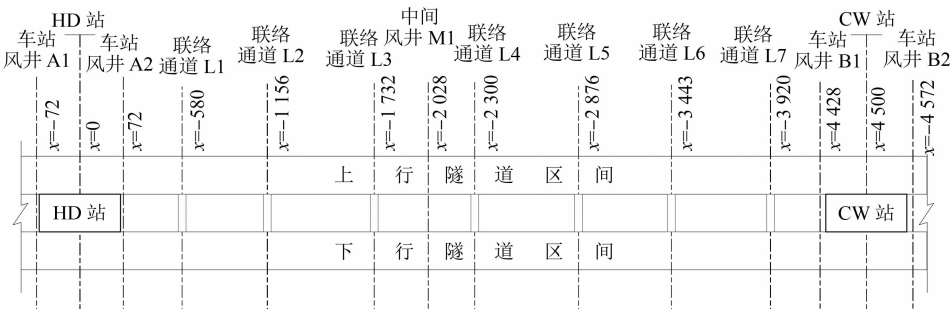 HD 站
车站
风井 A1
车站
风井 A2
联络
通道 L1
联络
通道 L2
联络
通道 L3
中间
风井 M1
联络
通道 L4
联络
通道 L5
联络
通道 L6
联络
通道 L7
CW 站
车站
风井 B1
车站
风井 B2
x=-72
x=0
x=72
x=-580
x=-1 156
x=-1 732
x=-2 028
x=-2 300
x=-2 876
x=-3 443
x=-3 920
x=4 428
x=4 500
x=-4 572
上 行 隧 道 区 间
HD 站
CW 站
下 行 隧 道 区 间